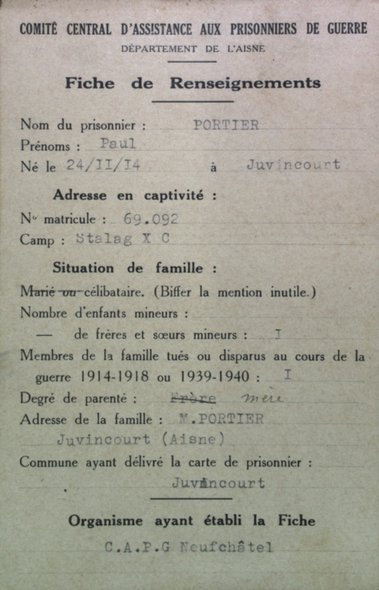 COMITÉ CENTRAL D'ASSISTANCE AUX PRISONNIERS DE GUERRE
DÉPARTEMENT DE L'AISNE
Fiche de Renseignements
Nom du prisonnier : PORTIER
Prénoms : Paul
Né le 24/II/I4 à Juvincourt
Adresse en captivité :
No matricule : 69.092
Camp : Stalag X C
Situation de famille :
Marié ou célibataire. (Biffer la mention inutile.)
Nombre d'enfants mineurs :
— de frères et sœurs mineurs : I
Membres de la famille tués ou disparus au cours de la
guerre 1914-1918 ou 1939-1940 : I
Degré de parenté : Frère mère
Adresse de la famille : M.PORTIER
Juvincourt (Aisne)
Commune ayant délivré la carte de prisonnier :
Juvincourt
Organisme ayant établi la Fiche
C.A.P.G Neufchâtel